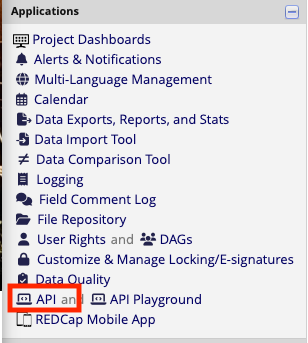 Applications
Project Dashboards
Alerts & Notifications
Multi-Language Management
Calendar
Data Exports, Reports, and Stats
Data Import Tool
Data Comparison Tool
Logging
Field Comment Log
File Repository
User Rights and DAGs
Customize & Manage Locking/E-signatures
Data Quality
API and API Playground
REDCap Mobile App